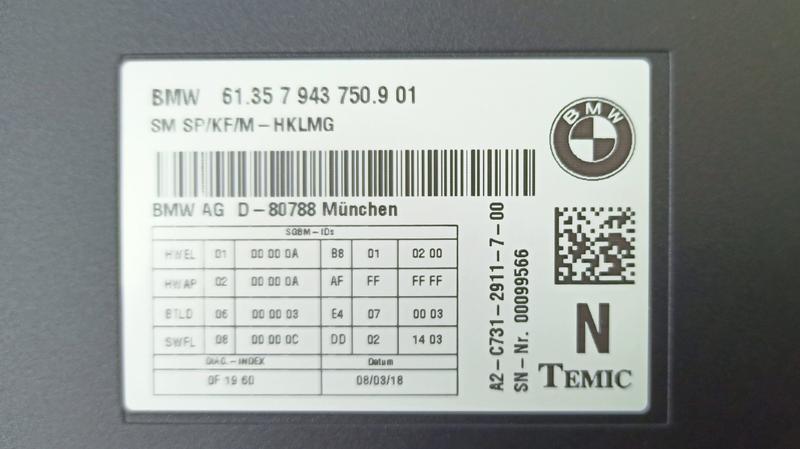 BMW 61.35 7 943 750.9 01
SM SP/KF/M-HKLMG
BMW
BMW AG D-80788 München
SGBM-IDs
HWEL 01 00 00 0A B8 01 02 00
HWAP 02 00 00 0A AF FF FF FF
BTLD 06 00 00 03 E4 07 00 03
SWFL 08 00 00 0C DD 02 14 03
DIAG.-INDEX Datum
0F 19 60 08/03/18
A2-C731-2911-7-00
SN-Nr. 00099566
N
TEMIC